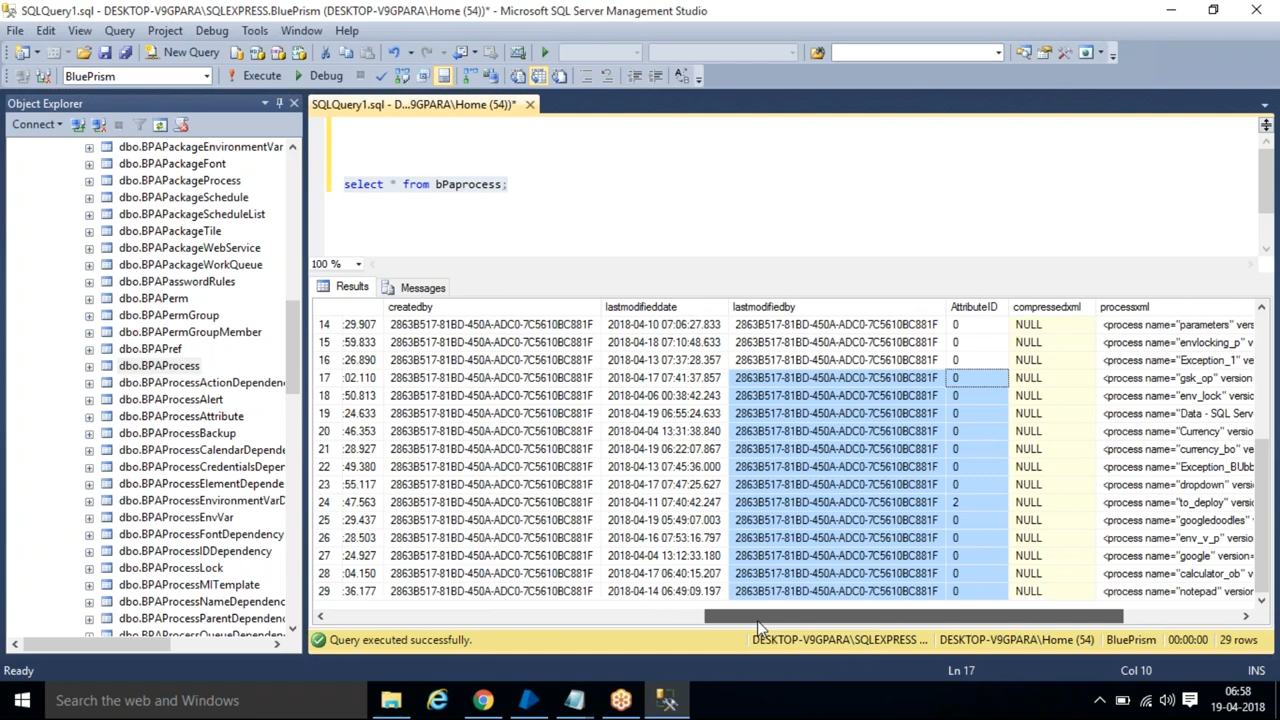 SQLQuery1.sql - DESKTOP-V9GPARA\SQLEXPRESS.BluePrism (DESKTOP-V9GPARA\Home (54))* - Microsoft SQL Server Management Studio
File Edit View Query Project Debug Tools Window Help
New Query
BluePrism Execute Debug
Object Explorer
SQLQuery1.sql - D...9GPARA\Home (54))*
Connect
dbo.BPAPackageEnvironmentVar
dbo.BPAPackageFont
dbo.BPAPackageProcess
dbo.BPAPackageSchedule
dbo.BPAPackageScheduleList
dbo.BPAPackageTile
dbo.BPAPackageWebService
dbo.BPAPackageWorkQueue
dbo.BPAPasswordRules
dbo.BPAPerm
dbo.BPAPermGroup
dbo.BPAPermGroupMember
dbo.BPAPref
dbo.BPAProcess
dbo.BPAProcessActionDependen
dbo.BPAProcessAlert
dbo.BPAProcessAttribute
dbo.BPAProcessBackup
dbo.BPAProcessCalendarDepende
dbo.BPAProcessCredentialsDepen
dbo.BPAProcessElementDepende
dbo.BPAProcessEnvironmentVarD
dbo.BPAProcessEnvVar
dbo.BPAProcessFontDependency
dbo.BPAProcessIDDependency
dbo.BPAProcessLock
dbo.BPAProcessMITemplate
dbo.BPAProcessNameDependenc
dbo.BPAProcessParentDependenc
dbo.BPAProcessQueueDependenc
select * from bPaprocess;
100 %
Results Messages
createdby lastmodifieddate lastmodifiedby AttributeID compressedxml processxml
14 :29.907 2863B517-81BD-450A-ADC0-7C5610BC881F 2018-04-10 07:06:27.833 2863B517-81BD-450A-ADC0-7C5610BC881F 0 NULL <process name="parameters" vers
15 :59.833 2863B517-81BD-450A-ADC0-7C5610BC881F 2018-04-18 07:10:48.633 2863B517-81BD-450A-ADC0-7C5610BC881F 0 NULL <process name="envlocking_p" v
16 :26.890 2863B517-81BD-450A-ADC0-7C5610BC881F 2018-04-13 07:37:28.357 2863B517-81BD-450A-ADC0-7C5610BC881F 0 NULL <process name="Exception_1" ve
17 :02.110 2863B517-81BD-450A-ADC0-7C5610BC881F 2018-04-17 07:41:37.857 2863B517-81BD-450A-ADC0-7C5610BC881F 0 NULL <process name="gsk_op" version
18 :50.813 2863B517-81BD-450A-ADC0-7C5610BC881F 2018-04-06 00:38:42.243 2863B517-81BD-450A-ADC0-7C5610BC881F 0 NULL <process name="env_lock" versio
19 :24.633 2863B517-81BD-450A-ADC0-7C5610BC881F 2018-04-19 06:55:24.633 2863B517-81BD-450A-ADC0-7C5610BC881F 0 NULL <process name="Data - SQL Serv
20 :46.353 2863B517-81BD-450A-ADC0-7C5610BC881F 2018-04-04 13:31:38.840 2863B517-81BD-450A-ADC0-7C5610BC881F 0 NULL <process name="Currency" versio
21 :28.927 2863B517-81BD-450A-ADC0-7C5610BC881F 2018-04-19 06:22:07.867 2863B517-81BD-450A-ADC0-7C5610BC881F 0 NULL <process name="currency_bo" ve
22 :49.380 2863B517-81BD-450A-ADC0-7C5610BC881F 2018-04-13 07:45:36.000 2863B517-81BD-450A-ADC0-7C5610BC881F 0 NULL <process name="Exception_BUbb
23 :55.117 2863B517-81BD-450A-ADC0-7C5610BC881F 2018-04-17 07:47:25.627 2863B517-81BD-450A-ADC0-7C5610BC881F 0 NULL <process name="dropdown" versio
24 :47.563 2863B517-81BD-450A-ADC0-7C5610BC881F 2018-04-11 07:40:42.247 2863B517-81BD-450A-ADC0-7C5610BC881F 2 NULL <process name="to_deploy" versio
25 :29.437 2863B517-81BD-450A-ADC0-7C5610BC881F 2018-04-19 05:49:07.003 2863B517-81BD-450A-ADC0-7C5610BC881F 0 NULL <process name="googledoodles" v
26 :28.503 2863B517-81BD-450A-ADC0-7C5610BC881F 2018-04-16 07:53:16.797 2863B517-81BD-450A-ADC0-7C5610BC881F 0 NULL <process name="env_v_p" versio
27 :24.927 2863B517-81BD-450A-ADC0-7C5610BC881F 2018-04-04 13:12:33.180 2863B517-81BD-450A-ADC0-7C5610BC881F 0 NULL <process name="google" version=
28 :04.150 2863B517-81BD-450A-ADC0-7C5610BC881F 2018-04-17 06:40:15.207 2863B517-81BD-450A-ADC0-7C5610BC881F 0 NULL <process name="calculator_ob" ve
29 :36.177 2863B517-81BD-450A-ADC0-7C5610BC881F 2018-04-14 06:49:09.197 2863B517-81BD-450A-ADC0-7C5610BC881F 0 NULL <process name="notepad" versio
Query executed successfully. DESKTOP-V9GPARA\SQLEXPRESS ... DESKTOP-V9GPARA\Home (54) BluePrism 00:00:00 29 rows
Ready Ln 17 Col 10 INS
Search the web and Windows
06:58
19-04-2018